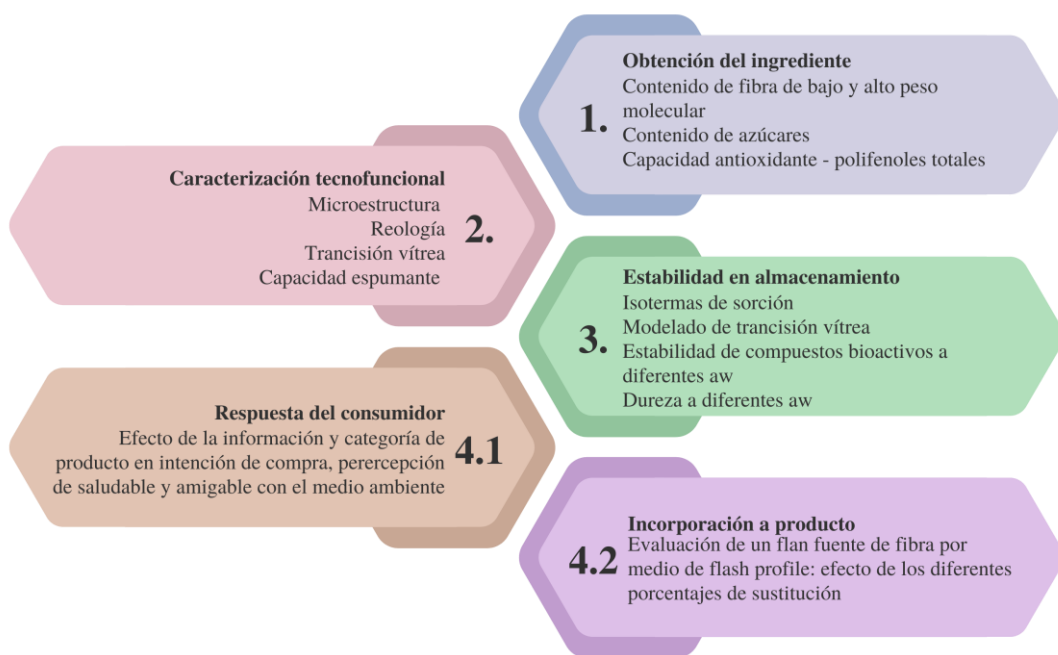 1.
Obtención del ingrediente
Contenido de fibra de bajo y alto peso
molecular
Contenido de azúcares
Capacidad antioxidante - polifenoles totales
Caracterización tecnofuncional
Microestructura
Reología
Trancisión vítrea
Capacidad espumante
2.
3.
Estabilidad en almacenamiento
Isotermas de sorción
Modelado de trancisión vítrea
Estabilidad de compuestos bioactivos a
diferentes aw
Dureza a diferentes aw
Respuesta del consumidor
Efecto de la información y categoría de
producto en intención de compra, perercepción
de saludable y amigable con el medio ambiente
4.1
4.2
Incorporación a producto
Evaluación de un flan fuente de fibra por
medio de flash profile: efecto de los diferentes
porcentajes de sustitución